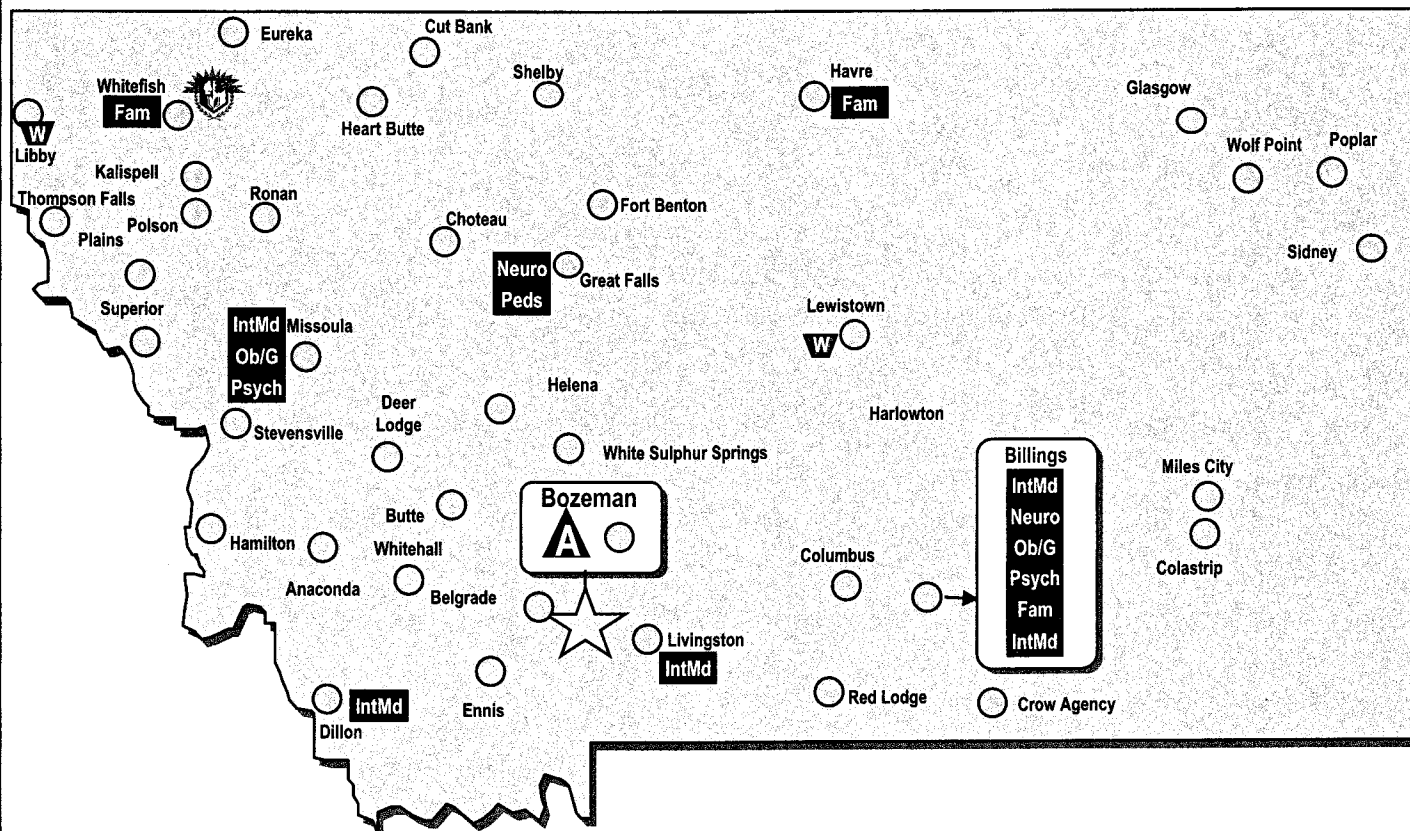 Eureka
Cut Bank
Shelby
Havre
Fam
Glasgow
Whitefish
Fam
Heart Butte
W
Libby
Wolf Point
Poplar
Kalispell
Ronan
Thompson Falls
Polson
Plains
Choteau
Fort Benton
Sidney
Neuro
Peds
Great Falls
Superior
Lewistown
W
IntMd
Missoula
Ob/G
Psych
Helena
Deer
Lodge
Harlowton
Stevensville
White Sulphur Springs
Billings
IntMd
Neuro
Ob/G
Psych
Fam
IntMd
Miles City
Bozeman
A
Butte
Hamilton
Whitehall
Columbus
Colastrip
Anaconda
Belgrade
Livingston
IntMd
Red Lodge
Crow Agency
IntMd
Dillon
Ennis